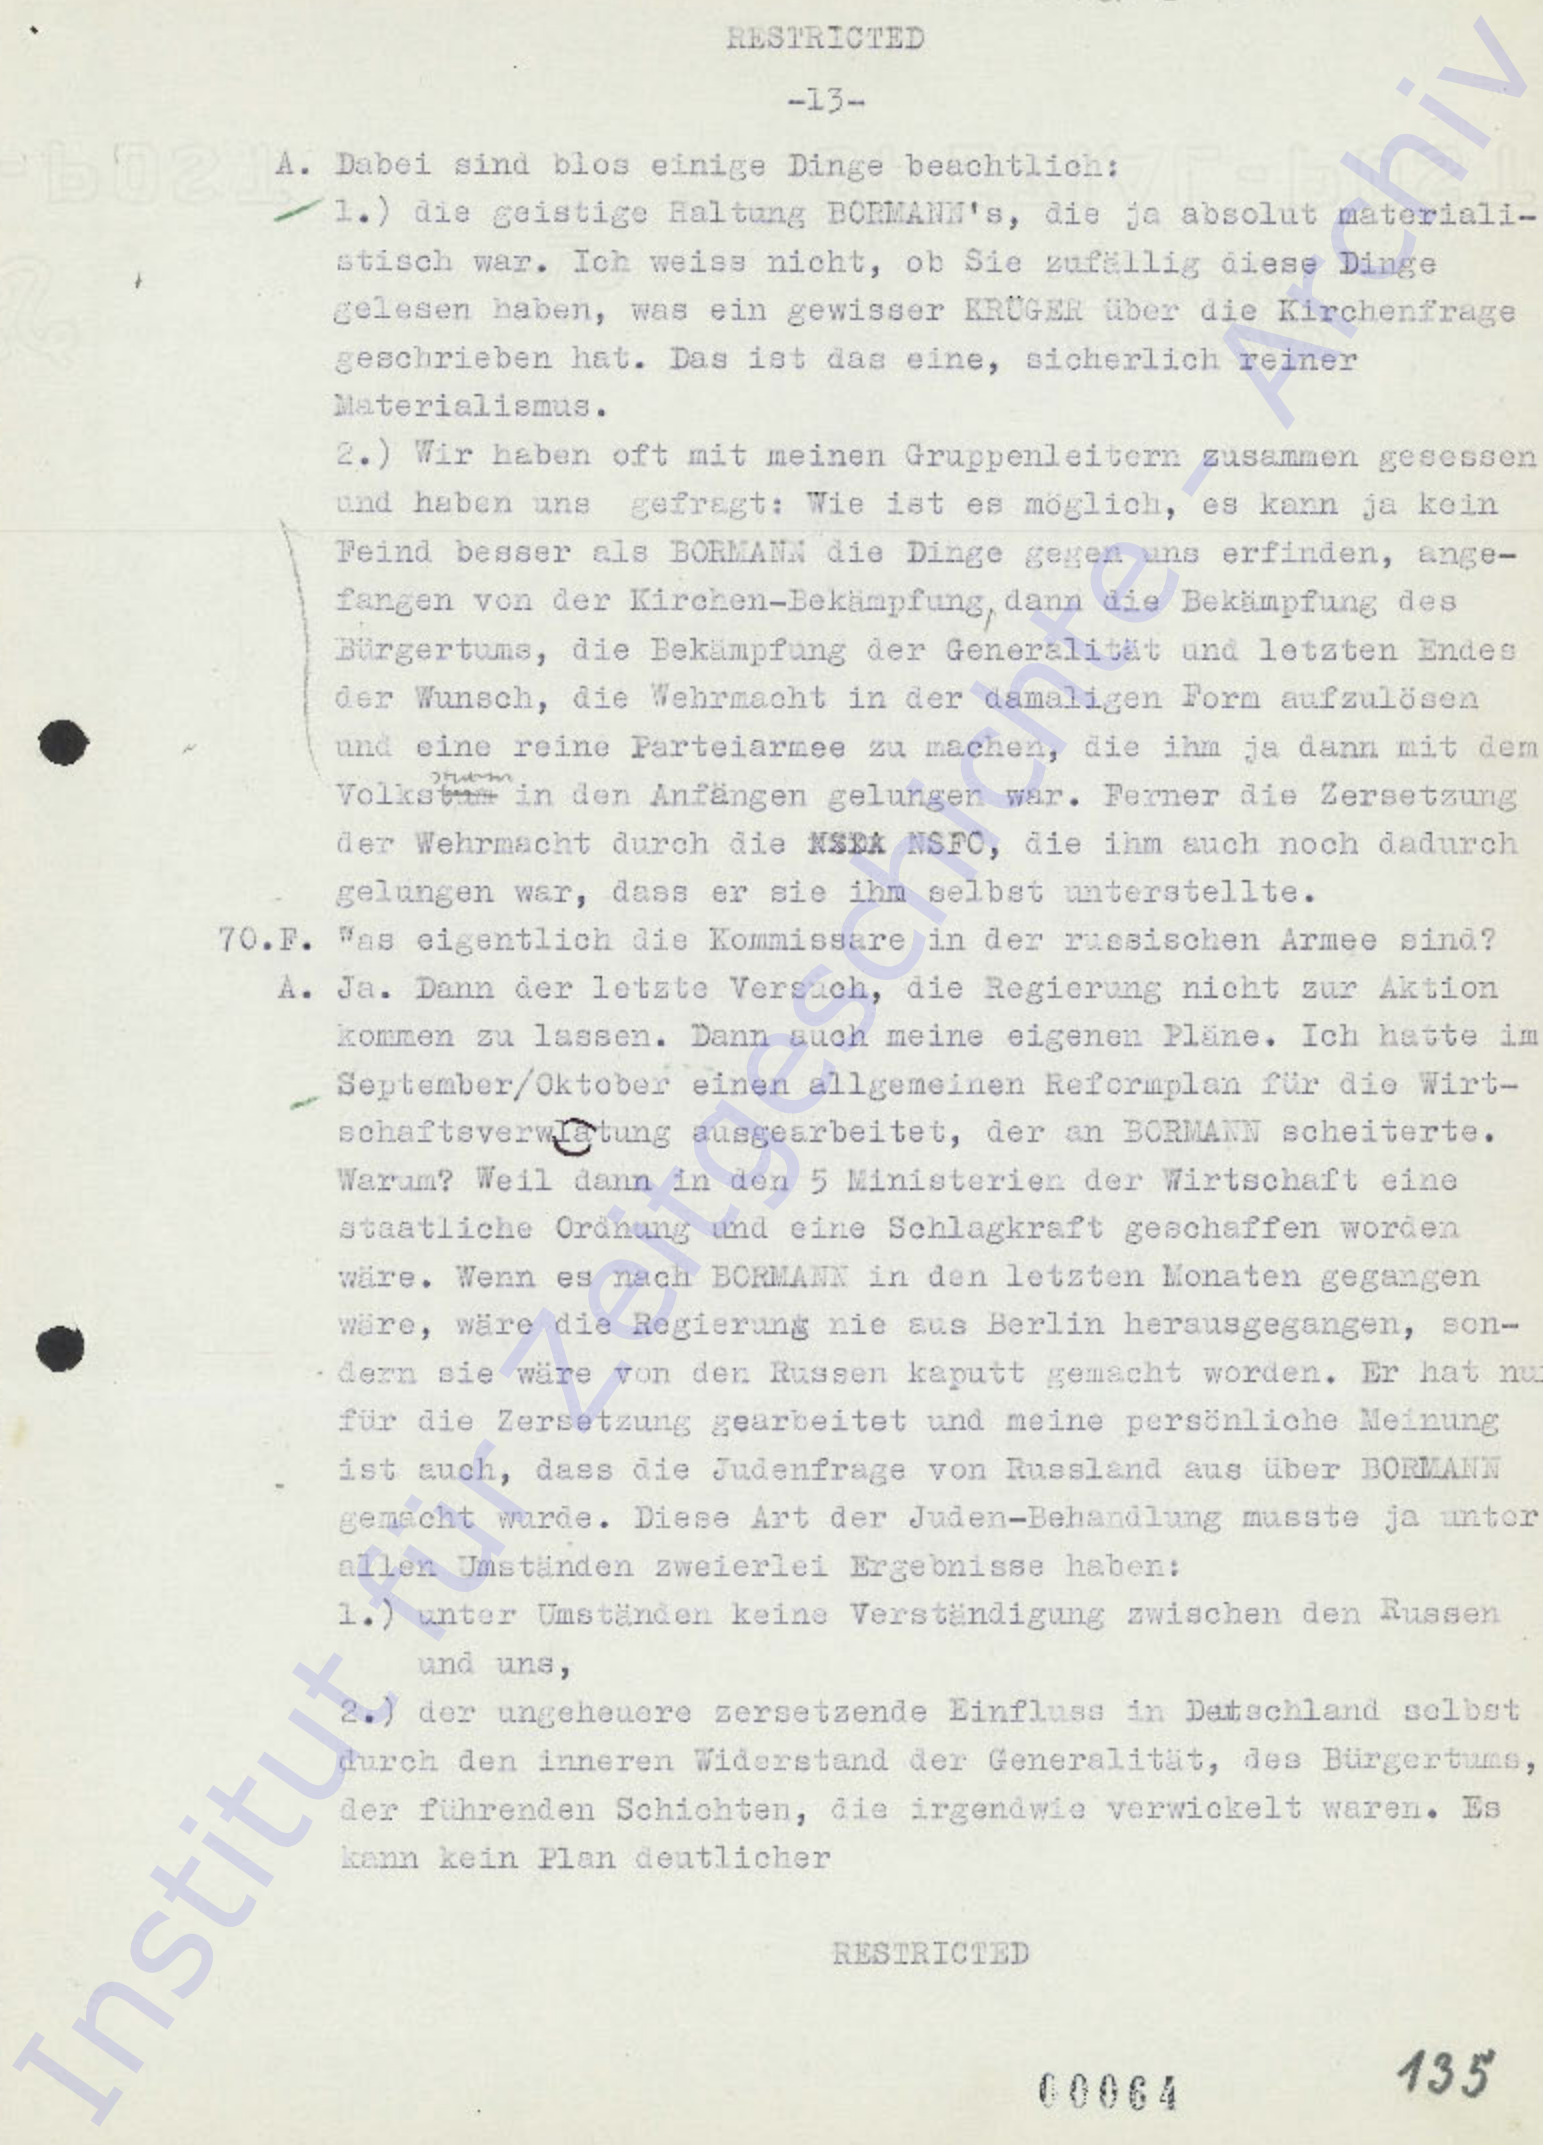 RESTRICTED
-13-
A. Dabei sind blos einige Dinge beachtlich:
1.) die geistige Haltung BORMANN's, die ja absolut materiali-
stisch war. Ich weiss nicht, ob Sie zufällig diese Dinge
gelesen haben, was ein gewisser KRÜGER über die Kirchenfrage
geschrieben hat. Das ist das eine, sicherlich reiner
Materialismus.
2.) Wir haben oft mit meinen Gruppenleitern zusammen gesessen
und haben uns gefragt: Wie ist es möglich, es kann ja kein
Feind besser als BORMANN die Dinge gegen uns erfinden, ange-
fangen von der Kirchen-Bekämpfung, dann die Bekämpfung des
Bürgertums, die Bekämpfung der Generalität und letzten Endes
der Wunsch, die Wehrmacht in der damaligen Form aufzulösen
und eine reine Parteiarmee zu machen, die ihm ja dann mit dem
sturm
Volkstum in den Anfängen gelungen war. Ferner die Zersetzung
der Wehrmacht durch die NSFO, die ihm auch noch dadurch
gelungen war, dass er sie ihm selbst unterstellte.
70.F. Was eigentlich die Kommissare in der russischen Armee sind?
A. Ja. Dann der letzte Versuch, die Regierung nicht zur Aktion
kommen zu lassen. Dann auch meine eigenen Pläne. Ich hatte im
September/Oktober einen allgemeinen Reformplan für die Wirt-
schaftsverwlatung ausgearbeitet, der an BORMANN scheiterte.
Warum? Weil dann in den 5 Ministerien der Wirtschaft eine
staatliche Ordnung und eine Schlagkraft geschaffen worden
wäre. Wenn es nach BORMANN in den letzten Monaten gegangen
wäre, wäre die Regierung nie aus Berlin herausgegangen, son-
dern sie wäre von den Russen kaputt gemacht worden. Er hat nur
für die Zersetzung gearbeitet und meine persönliche Meinung
ist auch, dass die Judenfrage von Russland aus über BORMANN
gemacht wurde. Diese Art der Juden-Behandlung musste ja unter
allen Umständen zweierlei Ergebnisse haben:
1.) unter Umständen keine Verständigung zwischen den Russen
und uns,
2.) der ungeheuere zersetzende Einfluss in Deutschland selbst
durch den inneren Widerstand der Generalität, des Bürgertums,
der führenden Schichten, die irgendwie verwickelt waren. Es
kann kein Plan deutlicher
RESTRICTED
00064
135
Institut für Zeitgeschichte - Archiv